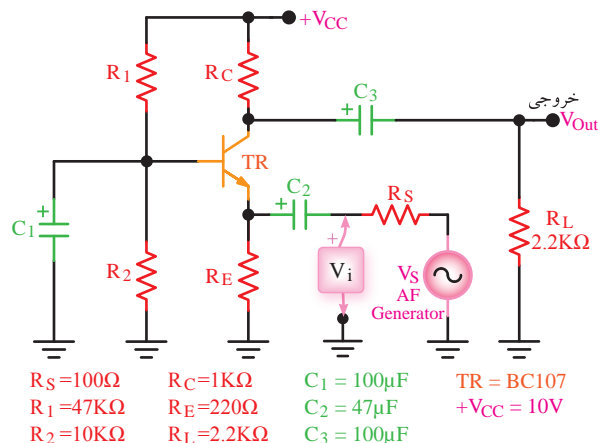 +VCC
R1
RC
C3
خروجی
VOut
TR
C2
RS
C1
RL
2.2KΩ
R2
RE
Vi
VS
AF
Generator
RS=100Ω
R1=47KΩ
R2=10KΩ
RC=1KΩ
RE=220Ω
RL=2.2KΩ
C1 = 100µF
C2 = 47µF
C3 = 100µF
TR = BC107
+VCC = 10V